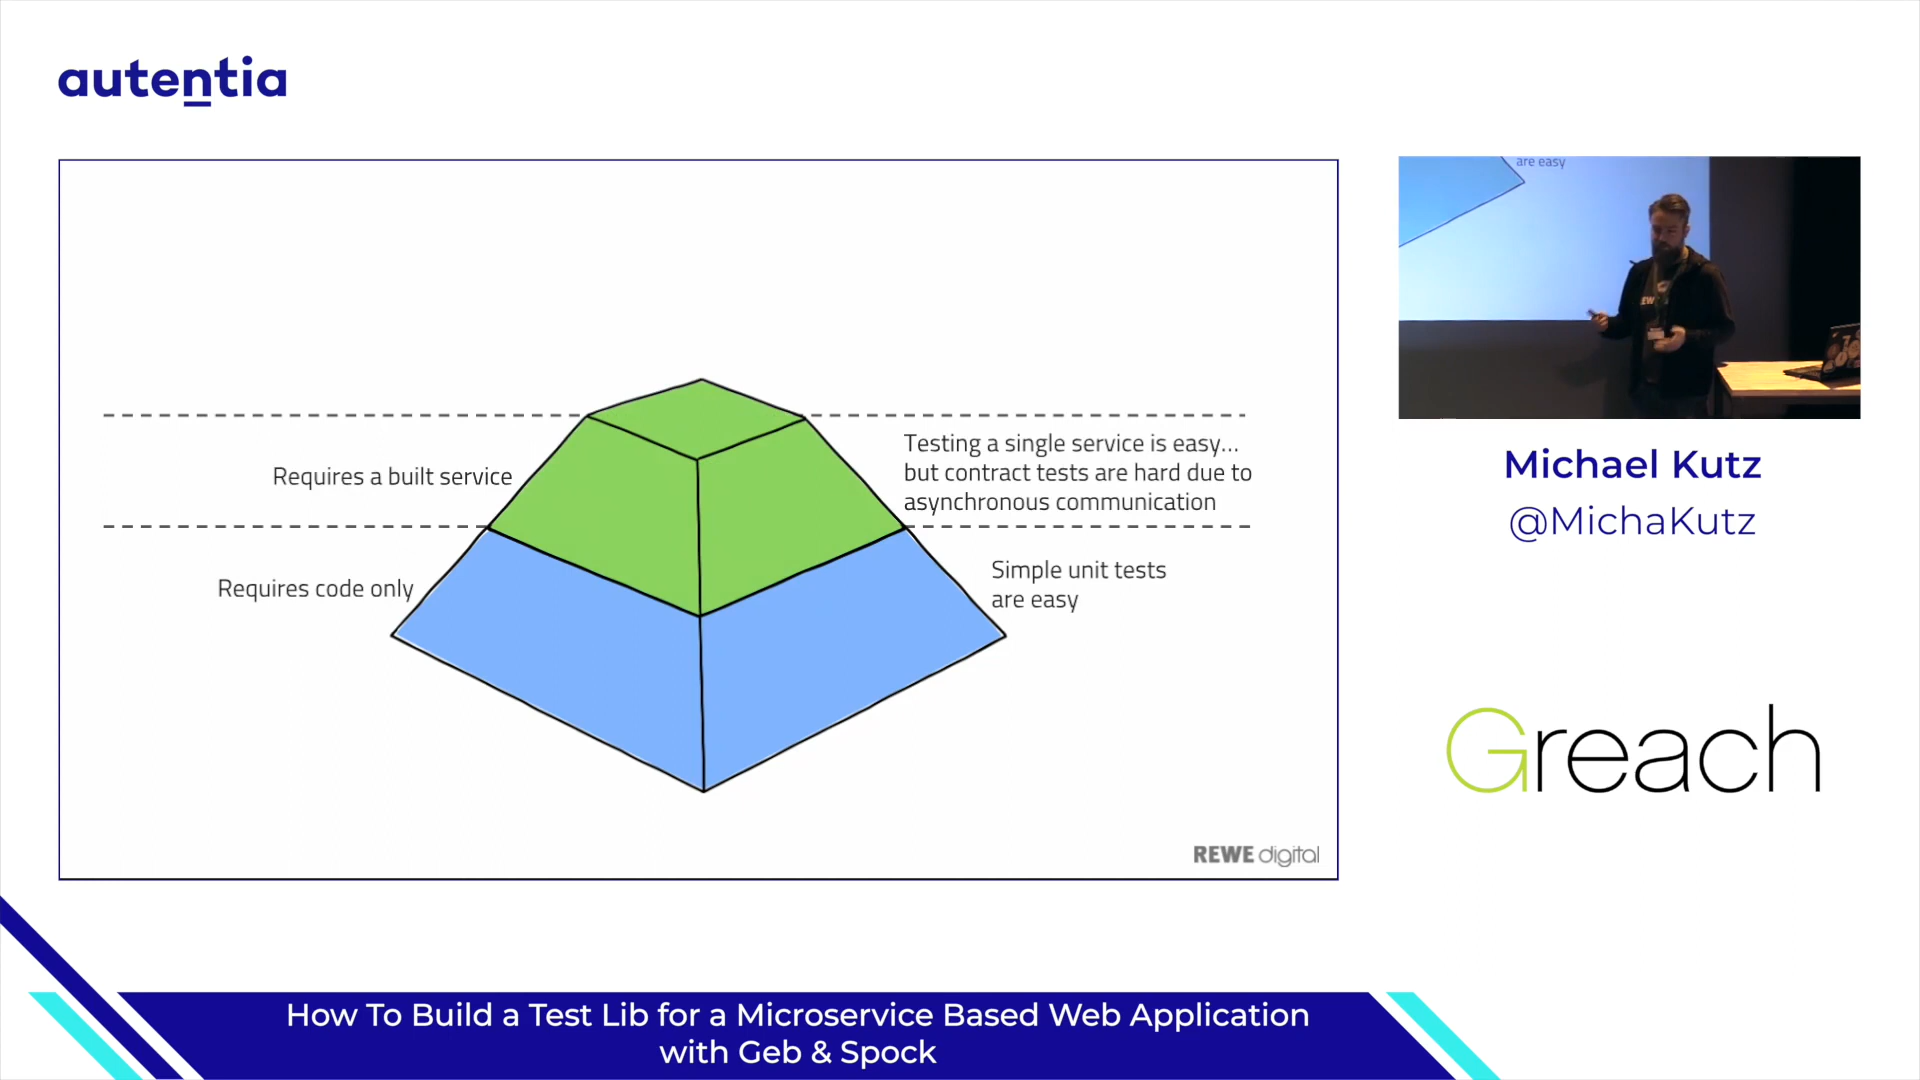 autentia
Requires a built service
Testing a single service is easy...
but contract tests are hard due to
asynchronous communication
Requires code only
Simple unit tests
are easy
REWE digital
are easy
Michael Kutz
@MichaKutz
Greach
How To Build a Test Lib for a Microservice Based Web Application
with Geb & Spock